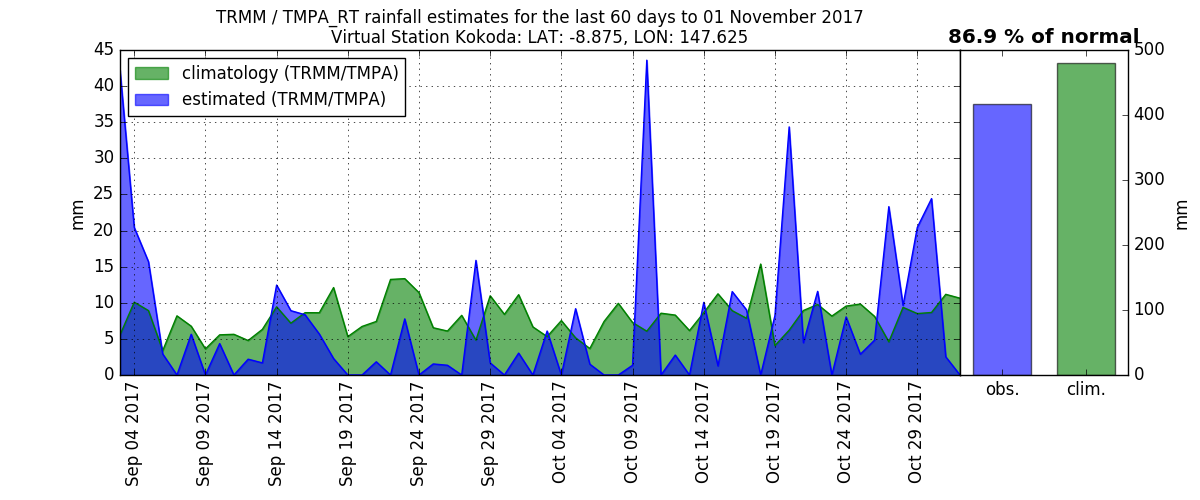 TRMM / TMPA_RT rainfall estimates for the last 60 days to 01 November 2017
Virtual Station Kokoda: LAT: -8.875, LON: 147.625
86.9 % of normal
climatology (TRMM/TMPA)
estimated (TRMM/TMPA)
45
40
35
30
25
20
15
10
5
0
mm
500
400
300
200
100
0
mm
Sep 04 2017
Sep 09 2017
Sep 14 2017
Sep 19 2017
Sep 24 2017
Sep 29 2017
Oct 04 2017
Oct 09 2017
Oct 14 2017
Oct 19 2017
Oct 24 2017
Oct 29 2017
obs.
clim.